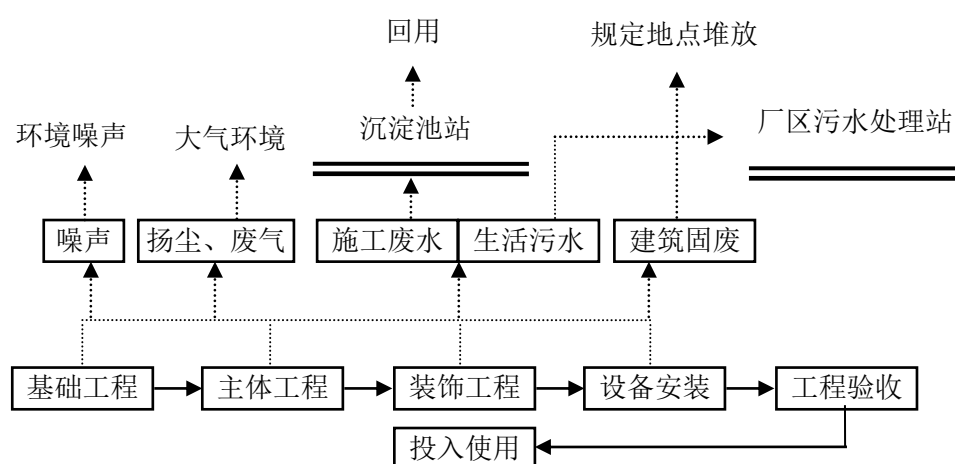 回用
规定地点堆放
环境噪声
大气环境
沉淀池站
厂区污水处理站
噪声
扬尘、废气
施工废水
生活污水
建筑固废
基础工程
主体工程
装饰工程
设备安装
工程验收
投入使用